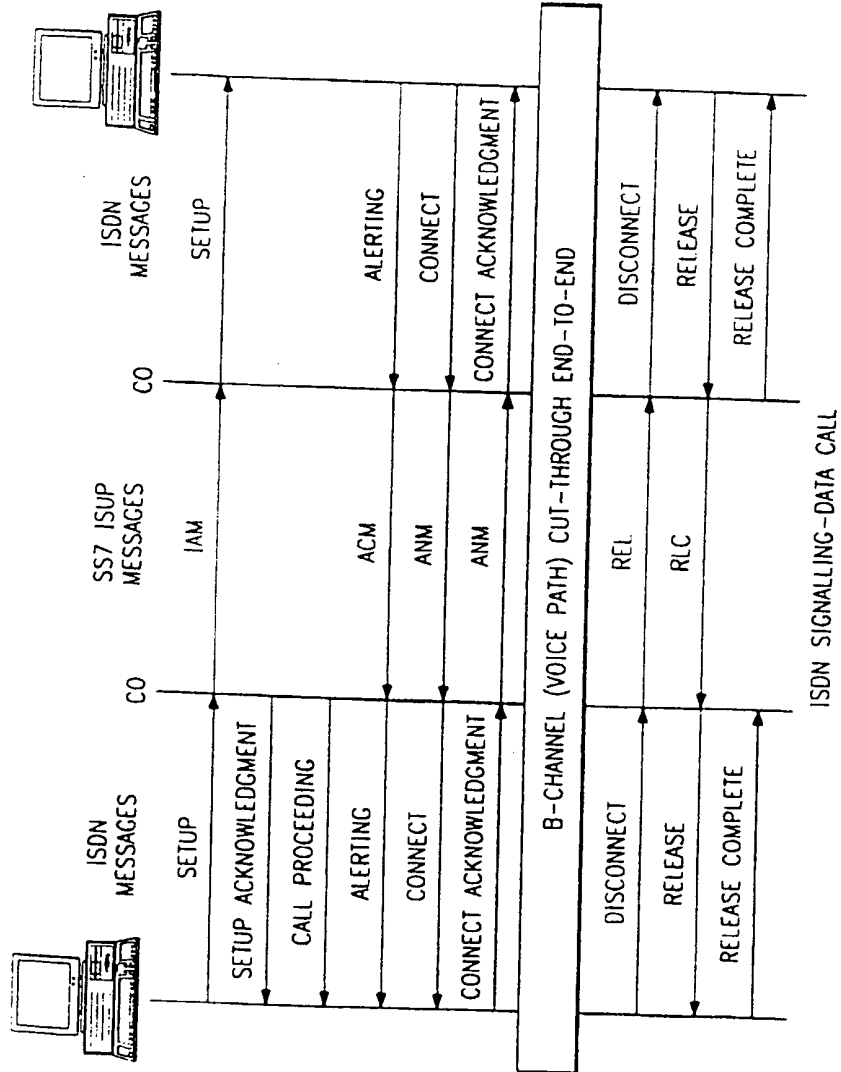 ISDN
MESSAGES
CO
SS7 ISUP
MESSAGES
CO
ISDN
MESSAGES
SETUP
IAM
SETUP
SETUP ACKNOWLEDGMENT
CALL PROCEEDING
ALERTING
ACM
ALERTING
CONNECT
ANM
CONNECT
CONNECT ACKNOWLEDGMENT
ANM
CONNECT ACKNOWLEDGMENT
B-CHANNEL (VOICE PATH) CUT-THROUGH END-TO-END
DISCONNECT
REL
DISCONNECT
RELEASE
RLC
RELEASE
RELEASE COMPLETE
RELEASE COMPLETE
ISDN SIGNALLING-DATA CALL